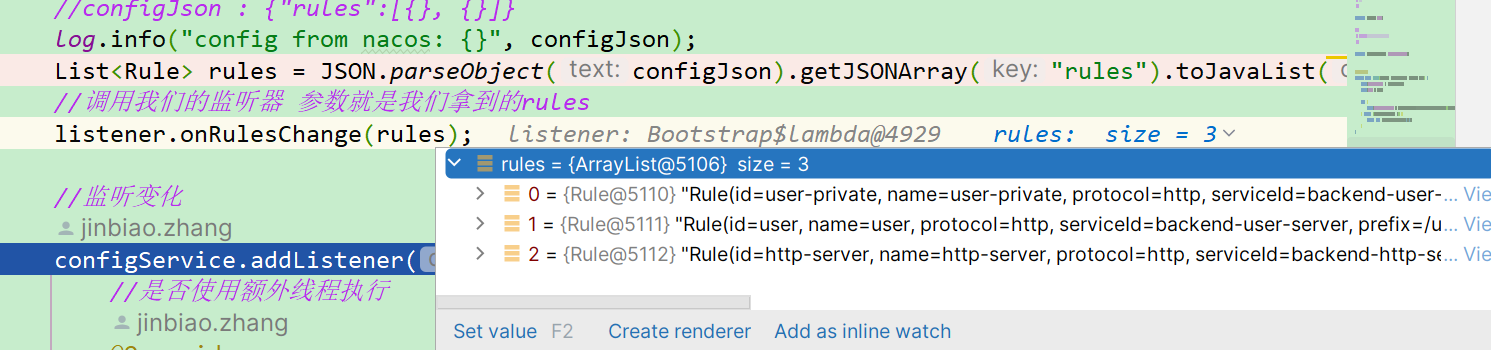 //configJson : {"rules":[{}, {}]}
log.info("config from nacos: {}", configJson);
List<Rule> rules = JSON.parseObject( text: configJson).getJSONArray( key: "rules").toJavaList(
//调用我们的监听器 参数就是我们拿到的rules
listener.onRulesChange(rules);   listener: Bootstrap$lambda@4929    rules:  size = 3
rules = {ArrayList@5106}  size = 3
0 = {Rule@5110} "Rule(id=user-private, name=user-private, protocol=http, serviceId=backend-user-... Vie
//监听变化
1 = {Rule@5111} "Rule(id=user, name=user, protocol=http, serviceId=backend-user-server, prefix=/u... Vie
jinbiao.zhang
2 = {Rule@5112} "Rule(id=http-server, name=http-server, protocol=http, serviceId=backend-http-se... Vie
configService.addListener(
//是否使用额外线程执行
jinbiao.zhang
Set value  F2  Create renderer  Add as inline watch